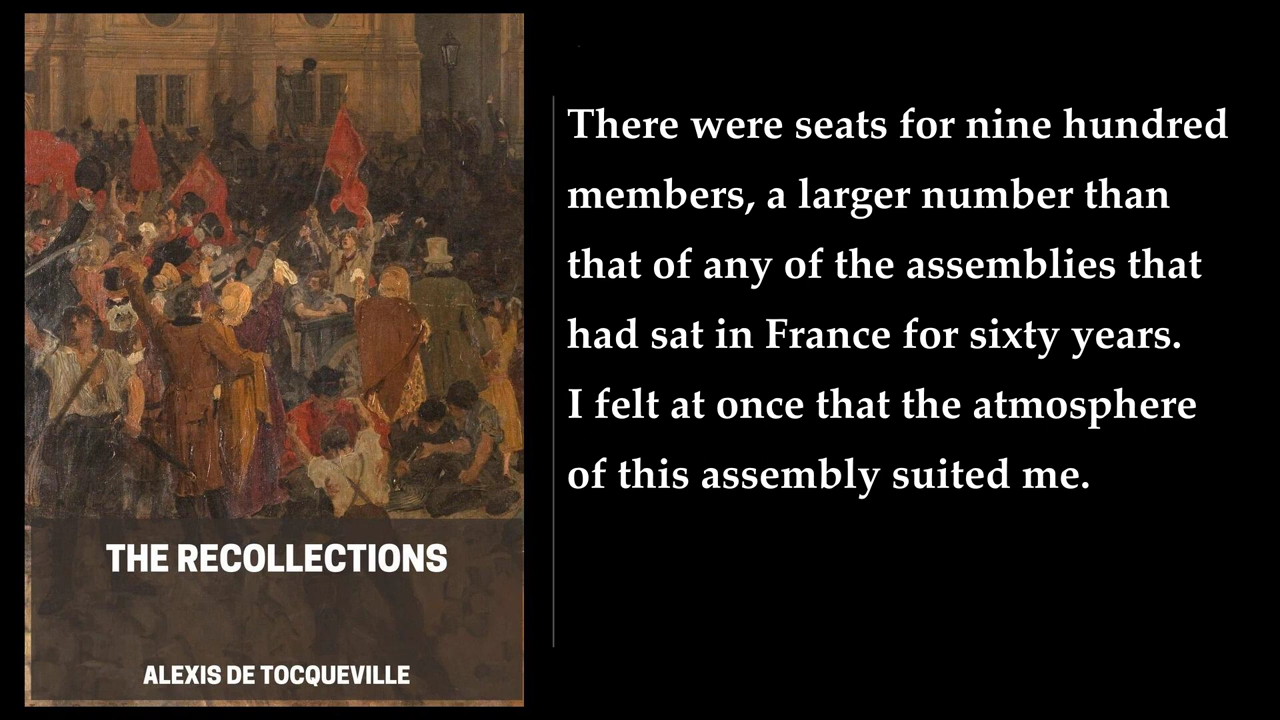 There were seats for nine hundred
members, a larger number than
that of any of the assemblies that
had sat in France for sixty years.
I felt at once that the atmosphere
of this assembly suited me.
THE RECOLLECTIONS
ALEXIS DE TOCQUEVILLE